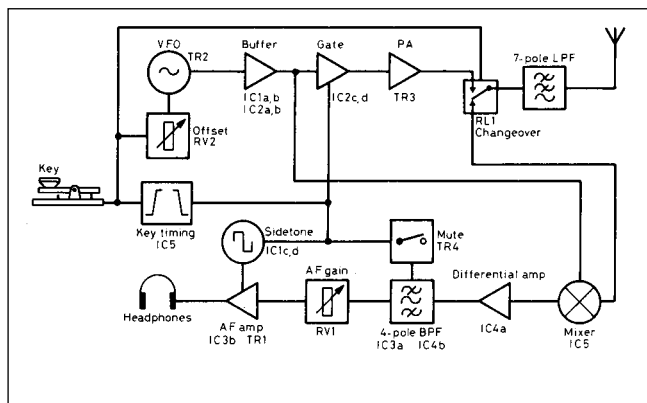 VFO
TR2
Buffer
IC1a,b
IC2a,b
Gate
IC2c,d
PA
TR3
7-pole LPF
RL1
Changeover
Offset
RV2
Key
Key timing
IC5
Sidetone
IC1c,d
Mute
TR4
Headphones
AF amp
IC3b TR1
AF gain
RV1
4-pole BPF
IC3a IC4b
Differential amp
IC4a
Mixer
IC5